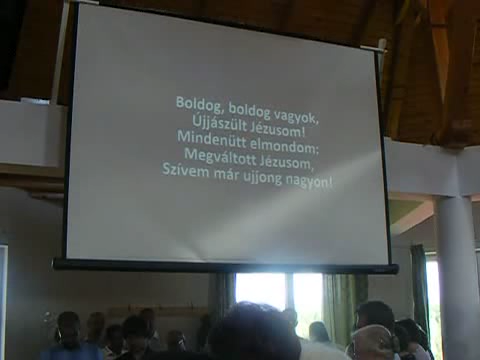 Boldog, boldog vagyok,
Újjászült Jézusom!
Mindenütt elmondom:
Megváltott Jézusom,
Szívem már ujjong nagyon!